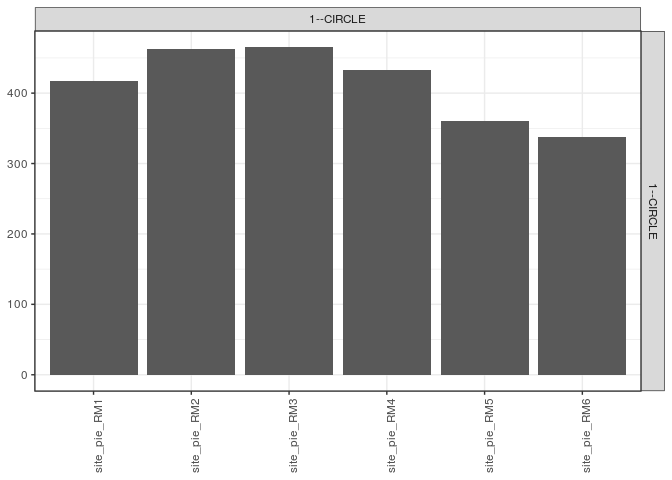 1--CIRCLE
400
300
200
100
0
1--CIRCLE
site_pie_RM1
site_pie_RM2
site_pie_RM3
site_pie_RM4
site_pie_RM5
site_pie_RM6